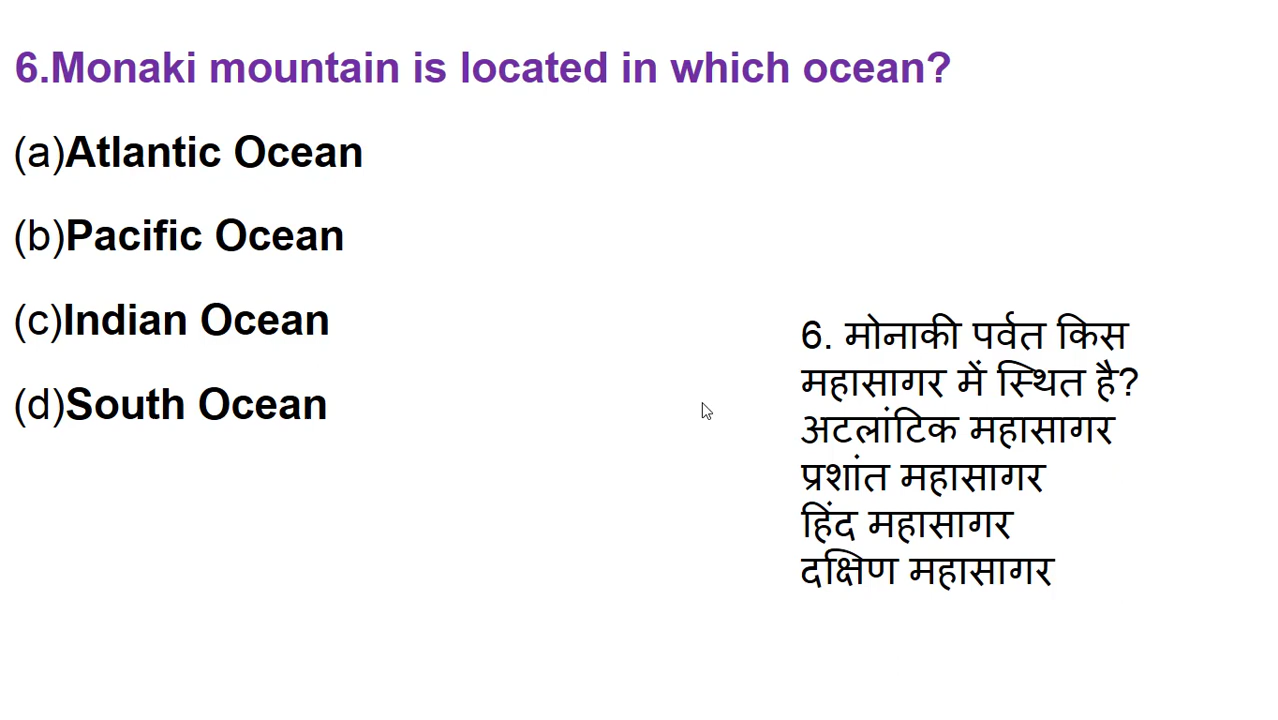 6.Monaki mountain is located in which ocean?
(a)Atlantic Ocean
(b)Pacific Ocean
(c)Indian Ocean
(d)South Ocean
6. मोनाकी पर्वत किस
महासागर में स्थित है?
अटलांटिक महासागर
प्रशांत महासागर
हिंद महासागर
दक्षिण महासागर